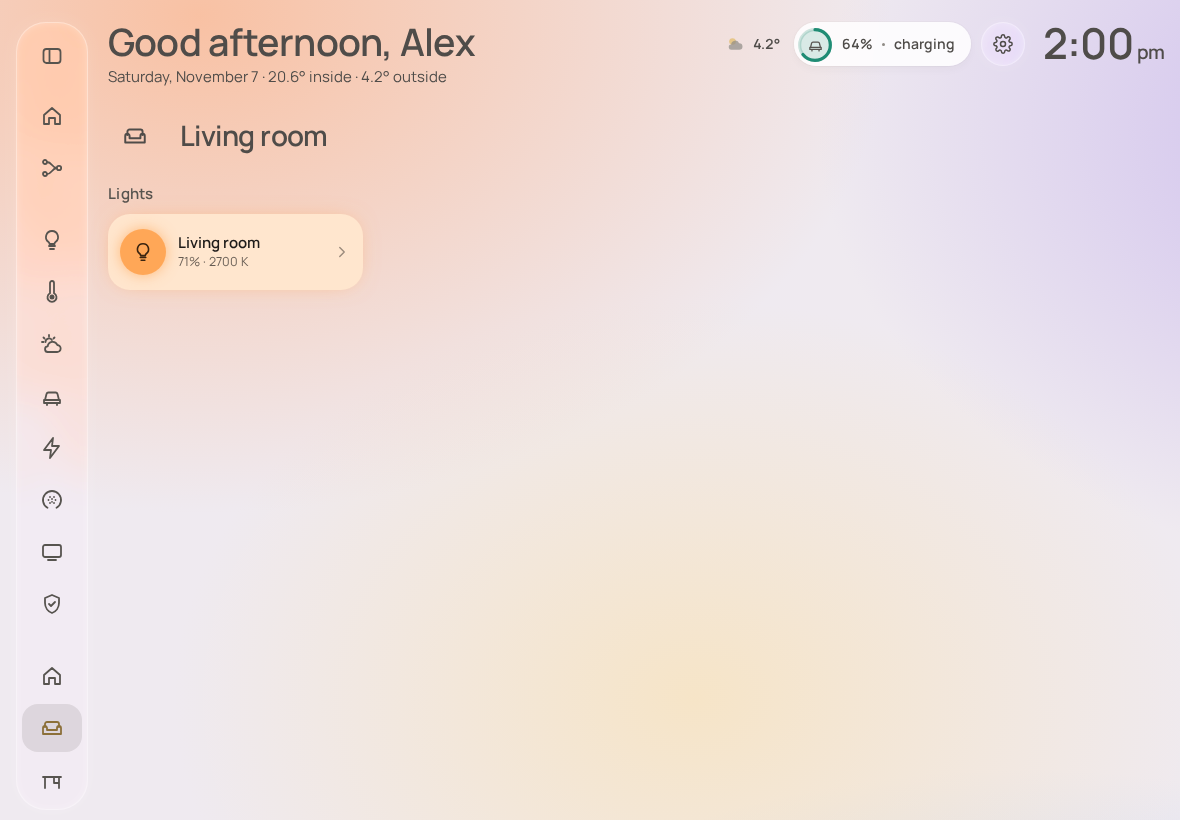 Good afternoon, Alex
Saturday, November 7 · 20.6° inside · 4.2° outside
4.2°
64% • charging
2:00 pm
Living room
Lights
Living room
71% · 2700 K